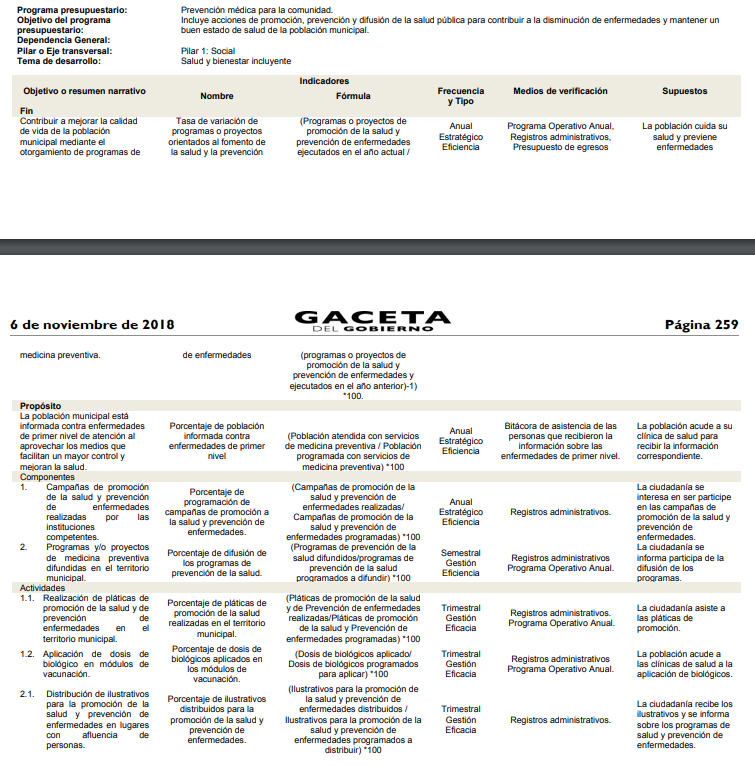 Programa presupuestario: Prevención médica para la comunidad.
Objetivo del programa presupuestario: Incluye acciones de promoción, prevención y difusión de la salud pública para contribuir a la disminución de enfermedades y mantener un
buen estado de salud de la población municipal.
Dependencia General:
Pilar o Eje transversal: Pilar 1: Social
Tema de desarrollo: Salud y bienestar incluyente
Objetivo o resumen narrativo
Indicadores
Nombre
Fórmula
Frecuencia
y Tipo
Medios de verificación
Supuestos
Fin
Contribuir a mejorar la calidad
de vida de la población
municipal mediante el
otorgamiento de programas de
Tasa de variación de
programas o proyectos
orientados al fomento de
la salud y la prevención
(Programas o proyectos de
promoción de la salud y
prevención de enfermedades
ejecutados en el año actual /
Anual
Estratégico
Eficiencia
Programa Operativo Anual,
Registros administrativos,
Presupuesto de egresos
La población cuida su
salud y previene
enfermedades
6 de noviembre de 2018
GACETA
DEL GOBIERNO
Página 259
medicina preventiva.
de enfermedades
(programas o proyectos de
promoción de la salud y
prevención de enfermedades y
ejecutados en el año anterior)-1)
*100.
Propósito
La población municipal está
informada contra enfermedades
de primer nivel de atención al
aprovechar los medios que
facilitan un mayor control y
mejoran la salud.
Porcentaje de población
informada contra
enfermedades de primer
nivel
(Población atendida con servicios
de medicina preventiva / Población
programada con servicios de
medicina preventiva) *100
Anual
Estratégico
Eficiencia
Bitácora de asistencia de las
personas que recibieron la
información sobre las
enfermedades de primer nivel.
La población acude a su
clínica de salud para
recibir la información
correspondiente.
Componentes
1. Campañas de promoción
de la salud y prevención
de enfermedades
realizadas por las
instituciones
competentes.
Porcentaje de
programación de
campañas de promoción a
la salud y prevención de
enfermedades.
(Campañas de promoción de la
salud y prevención de
enfermedades realizadas/
Campañas de promoción de la
salud y prevención de
enfermedades programadas) *100
Anual
Estratégico
Eficiencia
Registros administrativos.
La ciudadanía se
interesa en ser participe
en las campañas de
promoción de la salud y
prevención de
enfermedades.
2. Programas y/o proyectos
de medicina preventiva
difundidas en el territorio
municipal.
Porcentaje de difusión de
los programas de
prevención de la salud.
(Programas de prevención de la
salud difundidos/programas de
prevención de la salud
programados a difundir) *100
Semestral
Gestión
Eficiencia
Registros administrativos
Programa Operativo Anual.
La ciudadanía se
informa participa de la
difusión de los
programas.
Actividades
1.1. Realización de pláticas de
promoción de la salud y de
prevención de
enfermedades en el
territorio municipal.
Porcentaje de pláticas de
promoción de la salud
realizadas en el territorio
municipal.
(Pláticas de promoción de la salud
y de Prevención de enfermedades
realizadas/Pláticas de promoción
de la salud y Prevención de
enfermedades programadas) *100
Trimestral
Gestión
Eficacia
Registros administrativos.
Programa Operativo Anual.
La ciudadanía asiste a
las pláticas de
promoción.
1.2. Aplicación de dosis de
biológico en módulos de
vacunación.
Porcentaje de dosis de
biológicos aplicados en
los módulos de
vacunación.
(Dosis de biológicos aplicado/
Dosis de biológicos programados
para aplicar) *100
Trimestral
Gestión
Eficacia
Registros administrativos
Programa Operativo Anual.
La población acude a
las clínicas de salud a la
aplicación de biológicos.
2.1. Distribución de ilustrativos
para la promoción de la
salud y prevención de
enfermedades en lugares
con afluencia de
personas.
Porcentaje de ilustrativos
distribuidos para la
promoción de la salud y
prevención de
enfermedades.
(Ilustrativos para la promoción de
la salud y prevención de
enfermedades distribuidos /
Ilustrativos para la promoción de la
salud y prevención de
enfermedades programados a
distribuir) *100
Trimestral
Gestión
Eficacia
Registros administrativos.
La ciudadanía recibe los
ilustrativos y se informa
sobre los programas de
salud y prevención de
enfermedades.